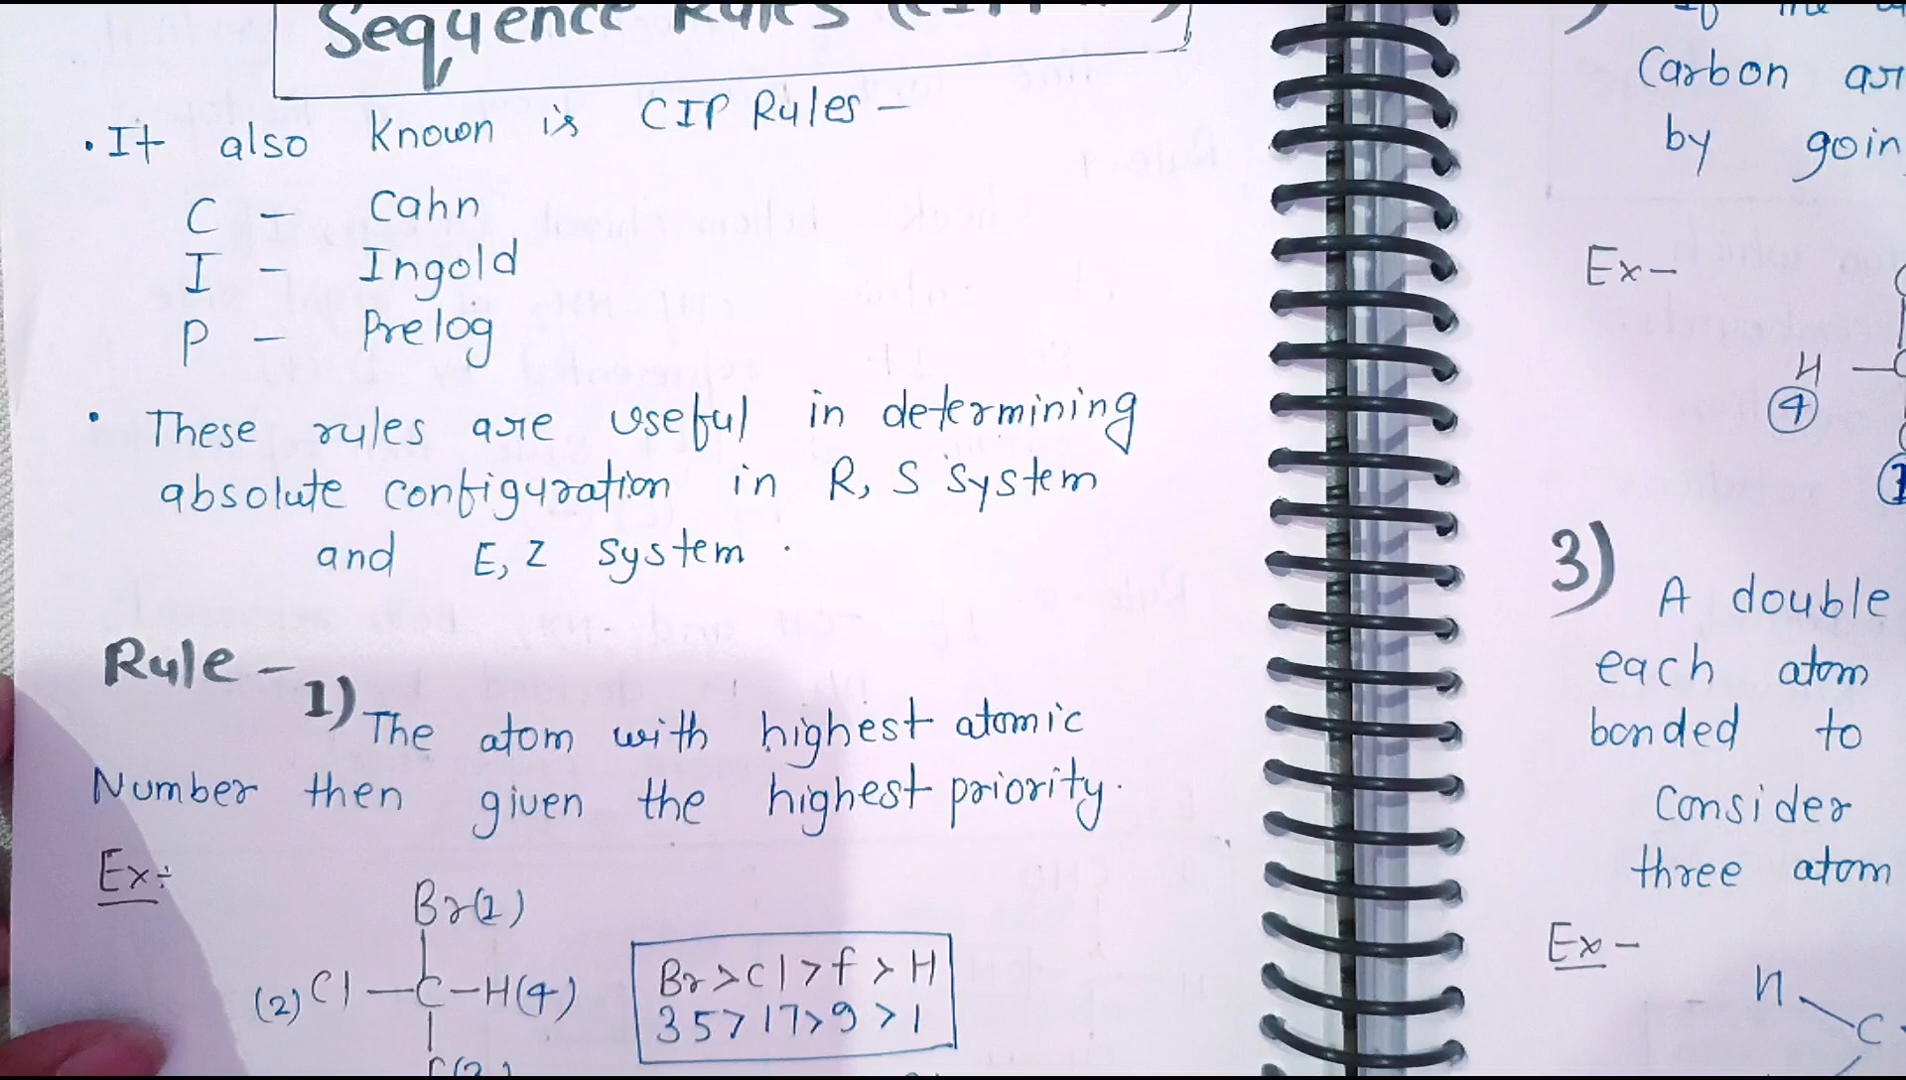 Sequence Rules
• It also known is CIP Rules –
C – Cahn
I – Ingold
P – Prelog
• These rules are useful in determining
absolute configuration in R, S system
and E, Z system .
Rule – 1) The atom with highest atomic
Number then given the highest priority.
Ex:
Br(1)
(2) Cl – C – H(4)
Br > Cl > f > H
35 > 17 > 9 > 1
Carbon
by
Ex –
H – C
4
3) A double
each atom
bonded to
consider
three atom
Ex –
H
C